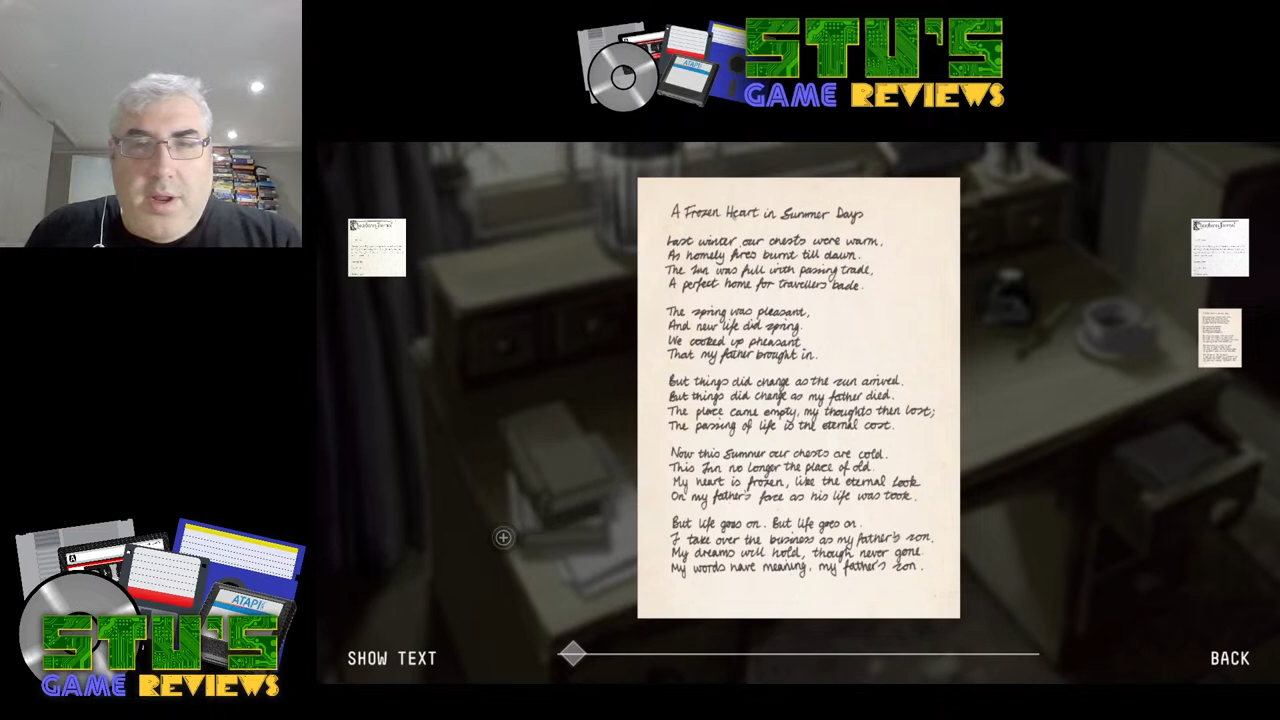 STU'S
GAME REVIEWS
ATAPI
A Frozen Heart in Summer Days
Last winter our chests were warm,
As homely fires burnt till dawn.
The Inn was full with passing trade,
A perfect home for travellers bade.
The spring was pleasant,
And new life did spring.
We cooked up pheasant
That my father brought in.
But things did change as the sun arrived.
But things did change as my father died.
The place came empty, my thoughts then lost;
The passing of life is the eternal cost.
Now this Summer our chests are cold.
This Inn no longer the place of old.
My heart is frozen, like the eternal look
On my father's face as his life was took.
But life goes on. But life goes on.
I take over the business as my father's son.
My dreams will hold, though never gone.
My words have meaning, my father's son.
SHOW TEXT
BACK
A
ATAPI
STU'S
GAME REVIEWS